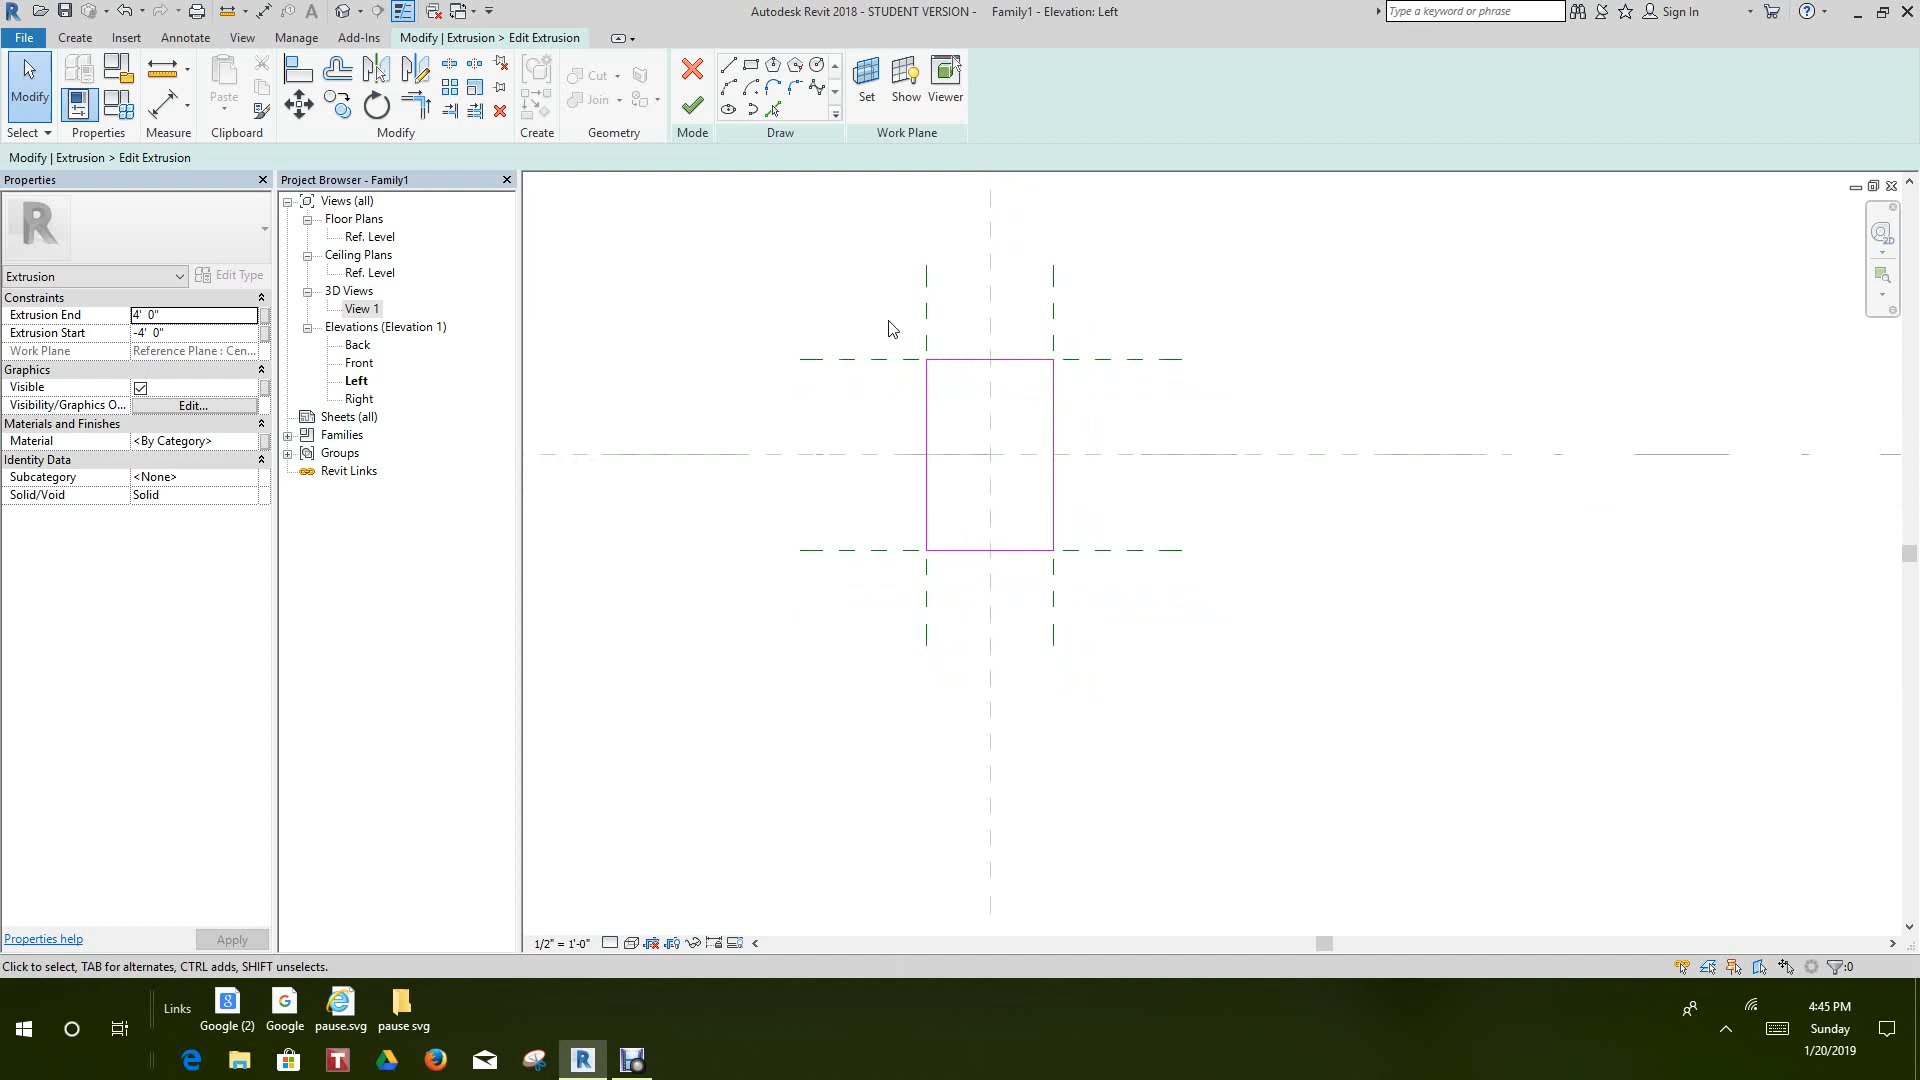 Autodesk Revit 2018 - STUDENT VERSION -    Family1 - Elevation: Left
Type a keyword or phrase
Sign In
File Create Insert Annotate View Manage Add-Ins Modify | Extrusion > Edit Extrusion
Modify
Paste
Cut
Join
Set Show Viewer
Select Properties Measure Clipboard Modify Create Geometry Mode Draw Work Plane
Modify | Extrusion > Edit Extrusion
Properties
Extrusion
Edit Type
Constraints
Extrusion End 4'  0"
Extrusion Start -4'  0"
Work Plane Reference Plane : Cen...
Graphics
Visible
Visibility/Graphics O... Edit...
Materials and Finishes
Material <By Category>
Identity Data
Subcategory <None>
Solid/Void Solid
Properties help
Apply
Project Browser - Family1
Views (all)
Floor Plans
Ref. Level
Ceiling Plans
Ref. Level
3D Views
View 1
Elevations (Elevation 1)
Back
Front
Left
Right
Sheets (all)
Families
Groups
Revit Links
2D
1/2" = 1'-0"
Click to select, TAB for alternates, CTRL adds, SHIFT unselects.
:0
Links
Google (2) Google pause.svg pause svg
4:45 PM
Sunday
1/20/2019